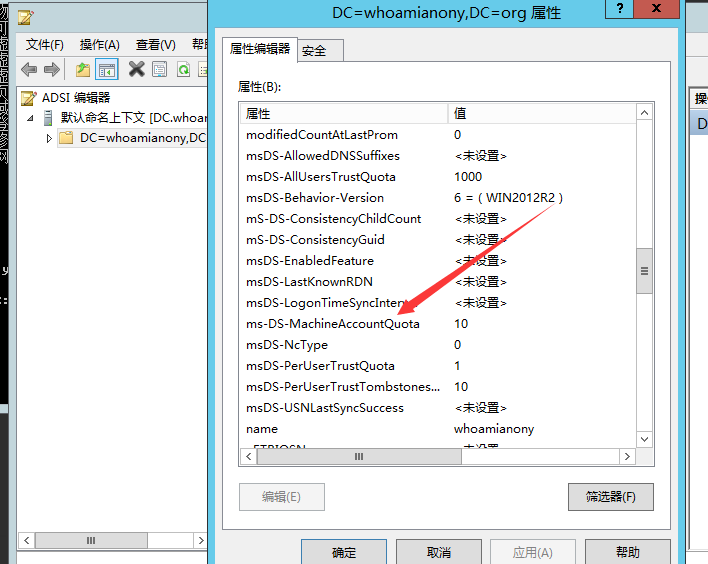 DC=whoamianony,DC=org 属性
?
文件(F) 操作(A) 查看(V)
属性编辑器 安全
属性(B):
ADSI 编辑器
默认命名上下文 [DC.whoar
DC=whoamianony,DC
属性 值
modifiedCountAtLastProm 0
msDS-AllowedDNSSuffixes <未设置>
msDS-AllUsersTrustQuota 1000
msDS-Behavior-Version 6 = ( WIN2012R2 )
mS-DS-ConsistencyChildCount <未设置>
mS-DS-ConsistencyGuid <未设置>
msDS-EnabledFeature <未设置>
msDS-LastKnownRDN <未设置>
msDS-LogonTimeSyncInter <未设置>
ms-DS-MachineAccountQuota 10
msDS-NcType 0
msDS-PerUserTrustQuota 1
msDS-PerUserTrustTombstones... 10
msDS-USNLastSyncSuccess <未设置>
name whoamianony
编辑(E) 筛选器(F)
确定 取消 应用(A) 帮助